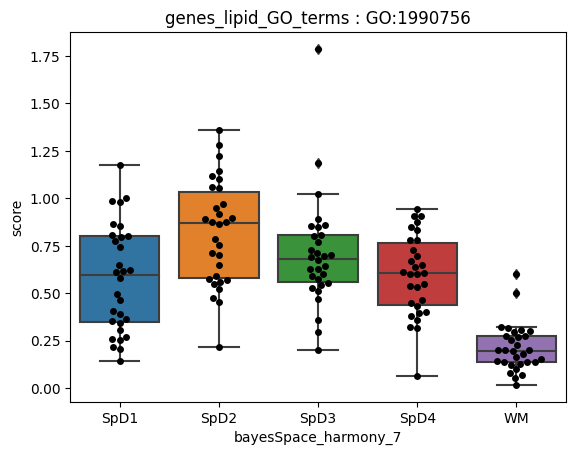 genes_lipid_GO_terms : GO:1990756
score
1.75
1.50
1.25
1.00
0.75
0.50
0.25
0.00
SpD1 SpD2 SpD3 SpD4 WM
bayesSpace_harmony_7